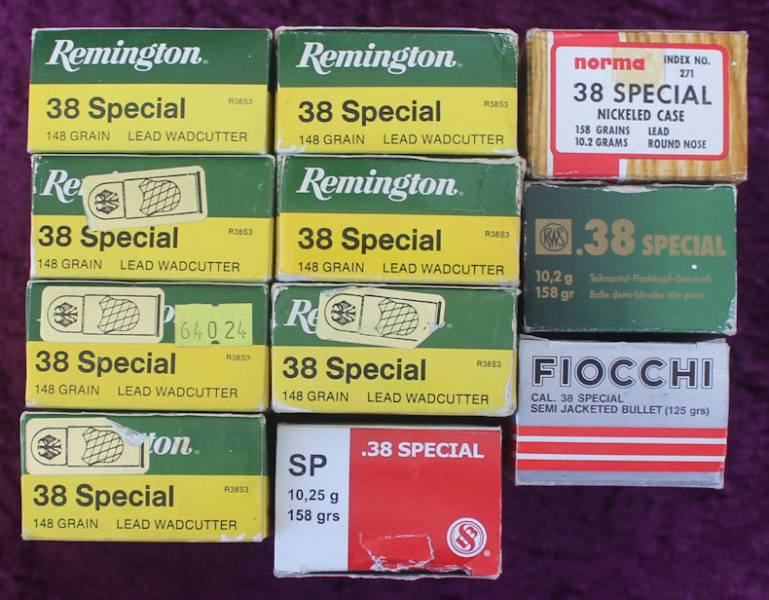 Remington.
38 Special
R38S3
148 GRAIN LEAD WADCUTTER
Remington.
38 Special
R38S3
148 GRAIN LEAD WADCUTTER
norma
INDEX NO.
271
38 SPECIAL
NICKELED CASE
158 GRAINS LEAD
10.2 GRAMS ROUND NOSE
Re
38 Special
R38S3
148 GRAIN LEAD WADCUTTER
Remington.
38 Special
R38S3
148 GRAIN LEAD WADCUTTER
RWS
.38 SPECIAL
10,2 g Teilmantel-Flachkopf-Geschoß
158 gr Balle demi-blindée tête plate
64024
38 Special
R38S3
148 GRAIN LEAD WADCUTTER
Re
38 Special
R38S3
148 GRAIN LEAD WADCUTTER
FIOCCHI
CAL. 38 SPECIAL
SEMI JACKETED BULLET (125 grs)
ton.
38 Special
R38S3
148 GRAIN LEAD WADCUTTER
SP
.38 SPECIAL
10,25 g
158 grs